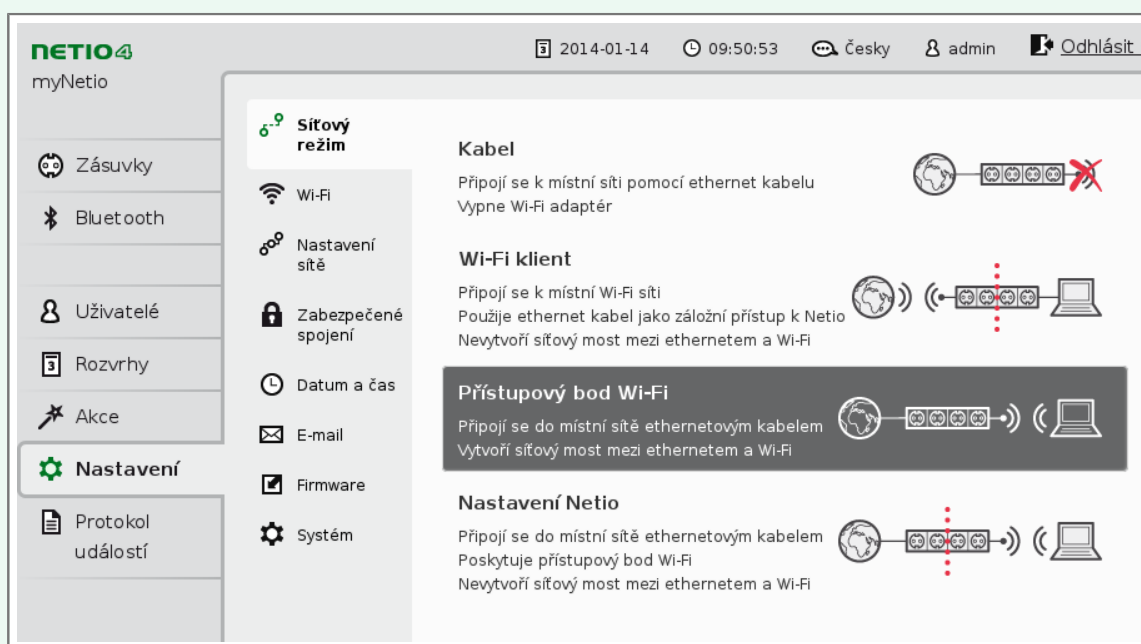 NETIO4
myNetio
3 2014-01-14 09:50:53 Česky admin Odhlásit
Zásuvky
Bluetooth
Uživatelé
3 Rozvrhy
Akce
Nastavení
Protokol
událostí
Síťový
režim
Wi-Fi
Nastavení
sítě
Zabezpečené
spojení
Datum a čas
E-mail
Firmware
Systém
Kabel
Připojí se k místní síti pomocí ethernet kabelu
Vypne Wi-Fi adaptér
Wi-Fi klient
Připojí se k místní Wi-Fi síti
Použije ethernet kabel jako záložní přístup k Netio
Nevytvoří síťový most mezi ethernetem a Wi-Fi
Přístupový bod Wi-Fi
Připojí se do místní sítě ethernetovým kabelem
Vytvoří síťový most mezi ethernetem a Wi-Fi
Nastavení Netio
Připojí se do místní sítě ethernetovým kabelem
Poskytuje přístupový bod Wi-Fi
Nevytvoří síťový most mezi ethernetem a Wi-Fi